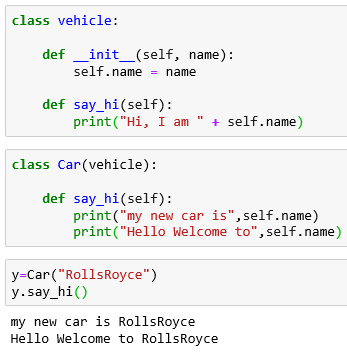 class vehicle:
    def __init__(self, name):
        self.name = name
    def say_hi(self):
        print("Hi, I am " + self.name)
class Car(vehicle):
    def say_hi(self):
        print("my new car is",self.name)
        print("Hello Welcome to",self.name)
y=Car("RollsRoyce")
y.say_hi()
my new car is RollsRoyce
Hello Welcome to RollsRoyce